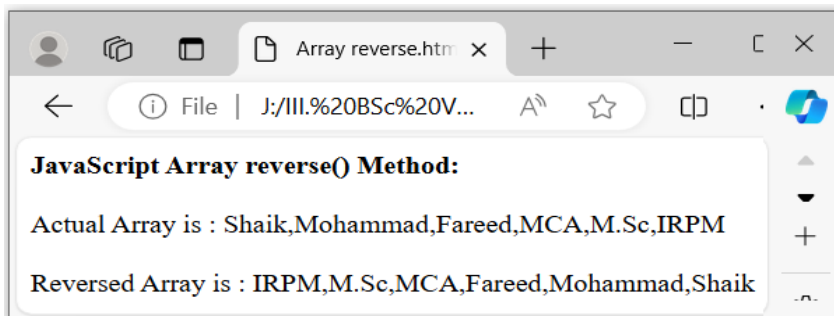 Array reverse.htm
File | J:/III.%20BSc%20V...
JavaScript Array reverse() Method:
Actual Array is : Shaik,Mohammad,Fareed,MCA,M.Sc,IRPM
Reversed Array is : IRPM,M.Sc,MCA,Fareed,Mohammad,Shaik